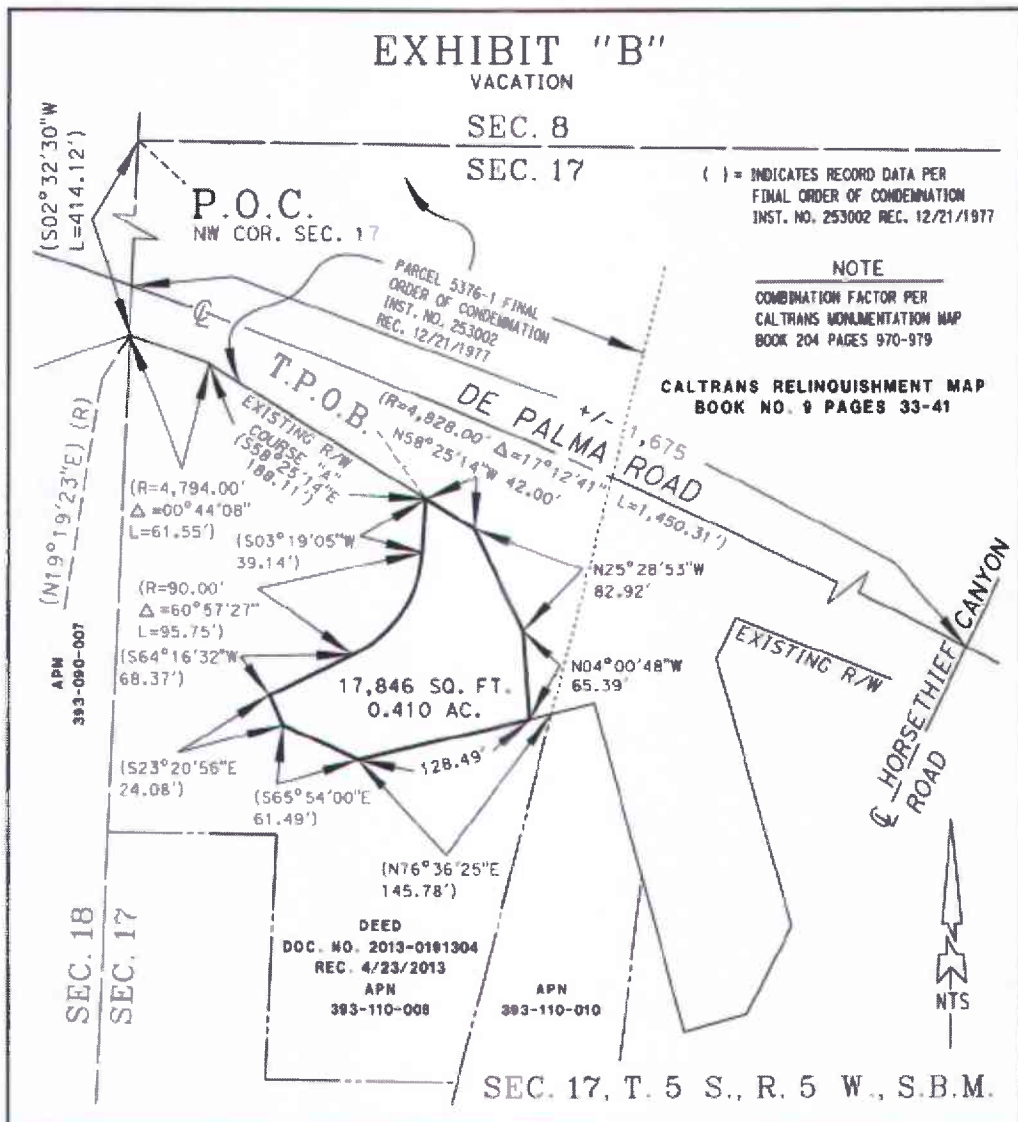 EXHIBIT "B"
VACATION
SEC. 8
SEC. 17
(S02°32'30"W
L=414.12')
P.O.C.
NW COR. SEC. 17
( ) = INDICATES RECORD DATA PER
FINAL ORDER OF CONDEMNATION
INST. NO. 253002 REC. 12/21/1977
NOTE
COMBINATION FACTOR PER
CALTRANS MONUMENTATION MAP
BOOK 204 PAGES 970-979
CALTRANS RELINQUISHMENT MAP
BOOK NO. 9 PAGES 33-41
PARCEL 5376-1 FINAL
ORDER OF CONDEMNATION
INST. NO. 253002
REC. 12/21/1977
℄
+/- 1,675
DE PALMA ROAD
(R=4,828.00' Δ=17°12'41"
L=1,450.31')
T.P.O.B.
N58°25'14"W 42.00'
EXISTING R/W
COURSE "A"
(S58°25'14"E
188.11')
(N19°19'23"E) (R)
(R=4,794.00'
Δ=00°44'08"
L=61.55')
(S03°19'05"W
39.14')
N25°28'53"W
82.92'
(R=90.00'
Δ=60°57'27"
L=95.75')
(S64°16'32"W
68.37')
N04°00'48"W
65.39'
17,846 SQ. FT.
0.410 AC.
128.49'
(S23°20'56"E
24.08')
(S65°54'00"E
61.49')
(N76°36'25"E
145.78')
EXISTING R/W
℄ HORSETHIEF CANYON
ROAD
APN
393-090-007
SEC. 18
SEC. 17
DEED
DOC. NO. 2013-0191304
REC. 4/23/2013
APN
393-110-008
APN
393-110-010
NTS
SEC. 17, T. 5 S., R. 5 W., S.B.M.